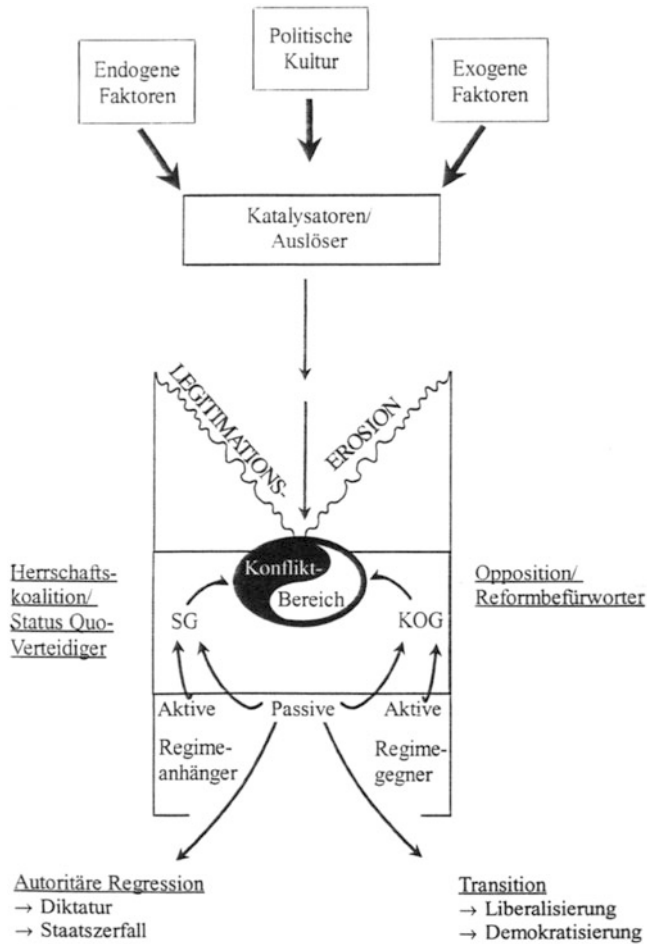 Politische
Kultur
Endogene
Faktoren
Exogene
Faktoren
Katalysatoren/
Auslöser
LEGITIMATIONS-
EROSION
Herrschafts-
koalition/
Status Quo-
Verteidiger
Konflikt-
Bereich
SG
KOG
Opposition/
Reformbefürworter
Aktive
Passive
Aktive
Regime-
anhänger
Regime-
gegner
Autoritäre Regression
→ Diktatur
→ Staatszerfall
Transition
→ Liberalisierung
→ Demokratisierung